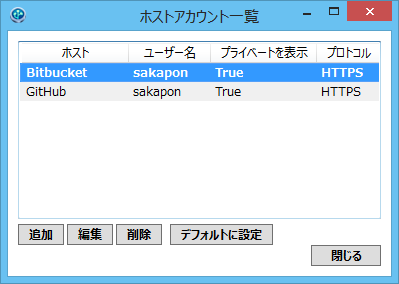 ホストアカウント一覧
ホスト ユーザー名 プライベートを表示 プロトコル
Bitbucket sakapon True HTTPS
GitHub sakapon True HTTPS
追加 編集 削除 デフォルトに設定
閉じる